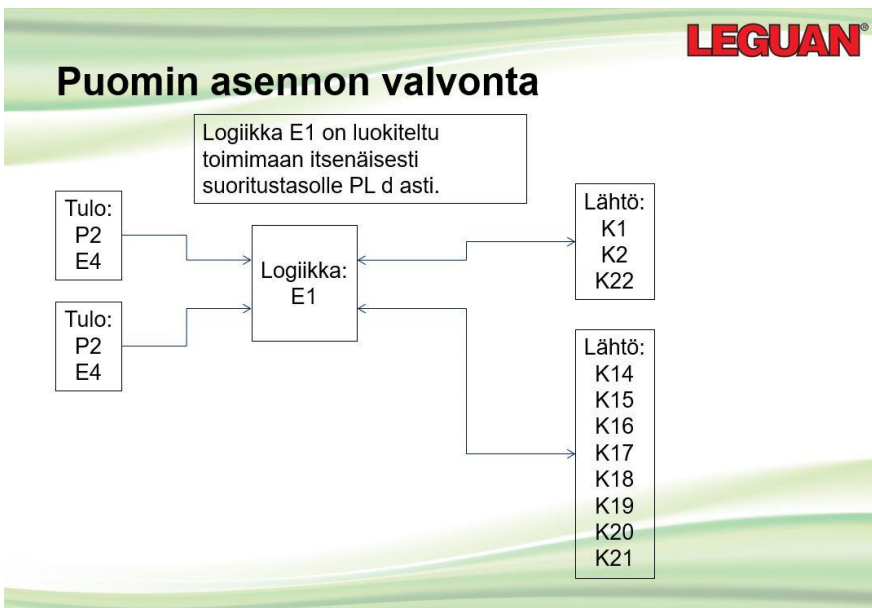 LEGUAN®
Puomin asennon valvonta
Logiikka E1 on luokiteltu
toimimaan itsenäisesti
suoritustasolle PL d asti.
Tulo:
P2
E4
Tulo:
P2
E4
Logiikka:
E1
Lähtö:
K1
K2
K22
Lähtö:
K14
K15
K16
K17
K18
K19
K20
K21